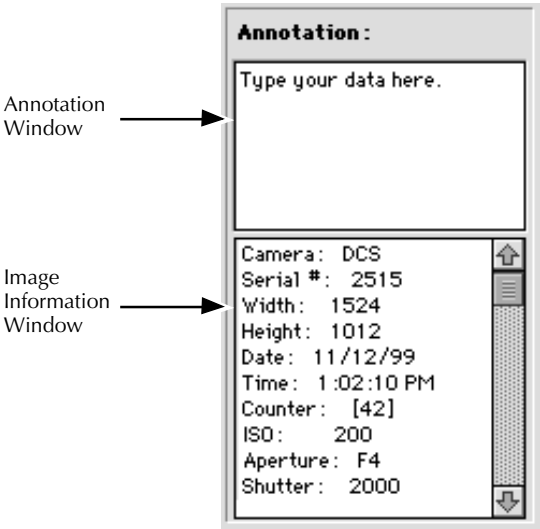 Annotation:
Type your data here.
Annotation
Window
Camera: DCS
Serial #: 2515
Width: 1524
Height: 1012
Date: 11/12/99
Time: 1:02:10 PM
Counter: [42]
ISO: 200
Aperture: F4
Shutter: 2000
Image
Information
Window